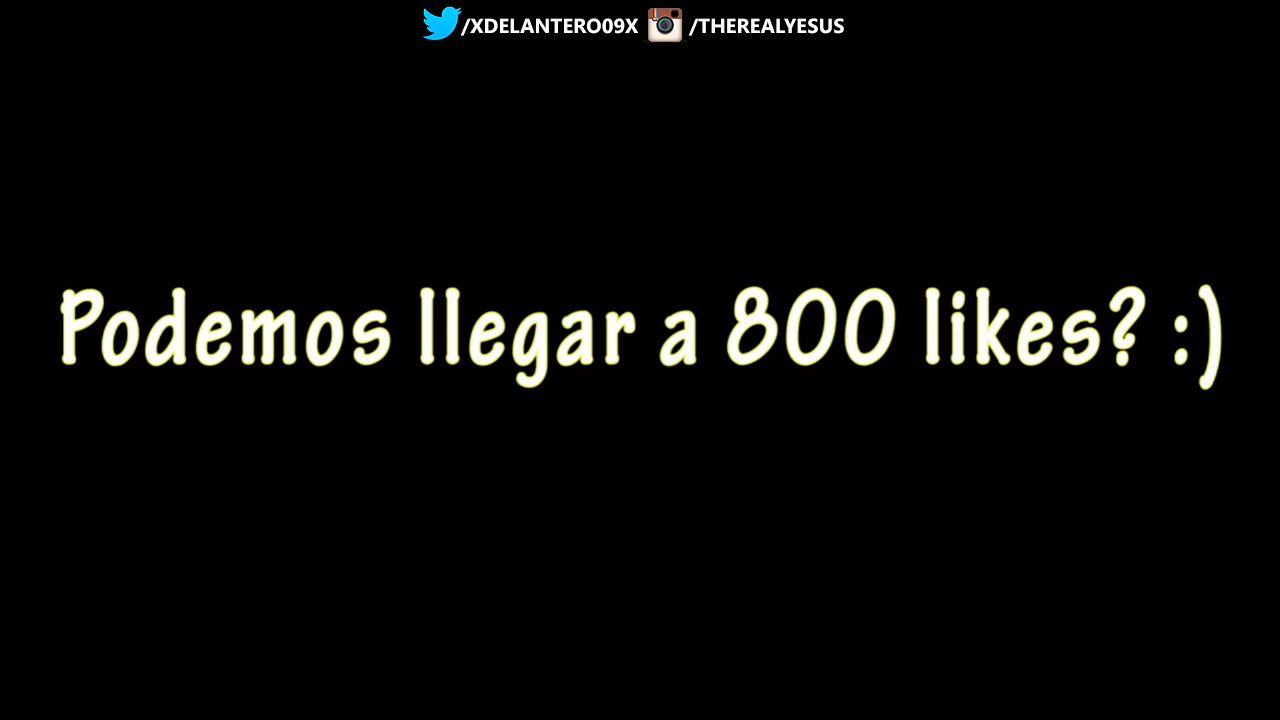 /XDELANTERO09X /THEREALYESUS
Podemos llegar a 800 likes? :)